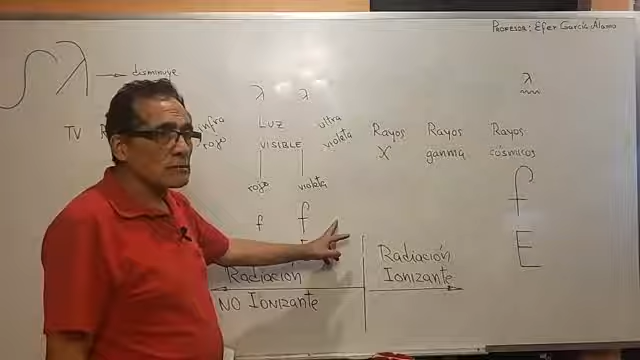 Profesor: Efer García Álamo
λ → disminuye
λ λ λ
TV R infra rojo LUZ VISIBLE ultra violeta Rayos X Rayos gamma Rayos cósmicos
rojo violeta
f f f
E
Radiación NO Ionizante
Radiación Ionizante